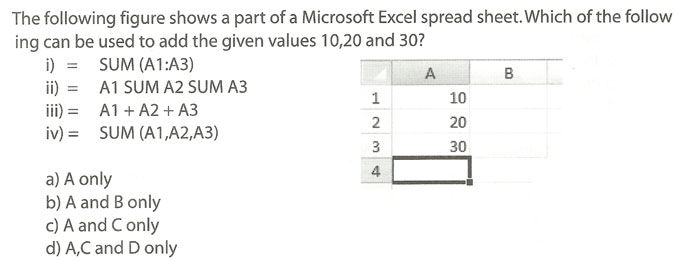 The following figure shows a part of a Microsoft Excel spread sheet. Which of the follow
ing can be used to add the given values 10,20 and 30?
i) = SUM (A1:A3)
ii) = A1 SUM A2 SUM A3
iii) = A1 + A2 + A3
iv) = SUM (A1,A2,A3)
A B
1 10
2 20
3 30
4
a) A only
b) A and B only
c) A and C only
d) A,C and D only